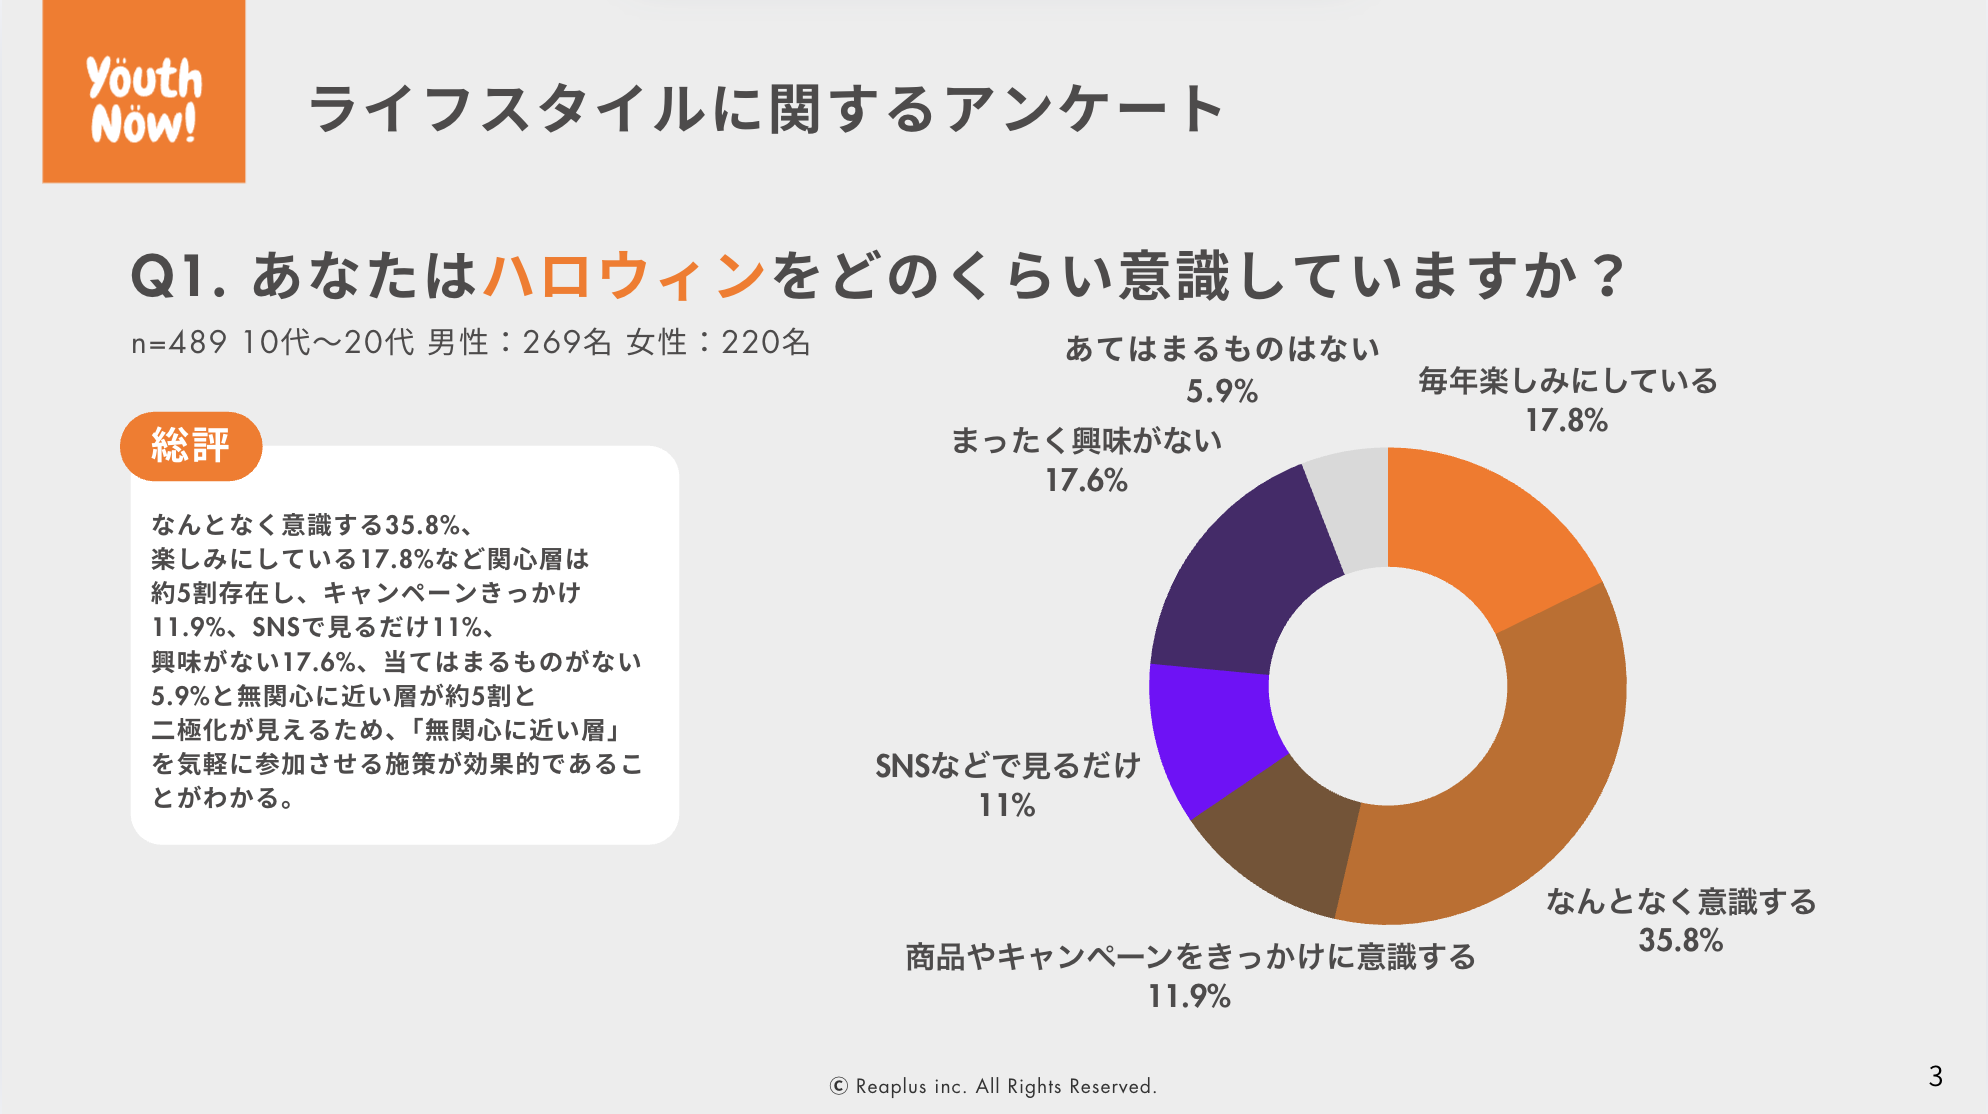 Youth
Now!
ライフスタイルに関するアンケート
Q1. あなたはハロウィンをどのくらい意識していますか？
n=489 10代〜20代 男性：269名 女性：220名
総評
なんとなく意識する35.8%、
楽しみにしている17.8%など関心層は
約5割存在し、キャンペーンきっかけ
11.9%、SNSで見るだけ11%、
興味がない17.6%、当てはまるものがない
5.9%と無関心に近い層が約5割と
二極化が見えるため、「無関心に近い層」
を気軽に参加させる施策が効果的であるこ
とがわかる。
あてはまるものはない
5.9%
毎年楽しみにしている
17.8%
まったく興味がない
17.6%
SNSなどで見るだけ
11%
なんとなく意識する
35.8%
商品やキャンペーンをきっかけに意識する
11.9%
© Reaplus inc. All Rights Reserved.
3